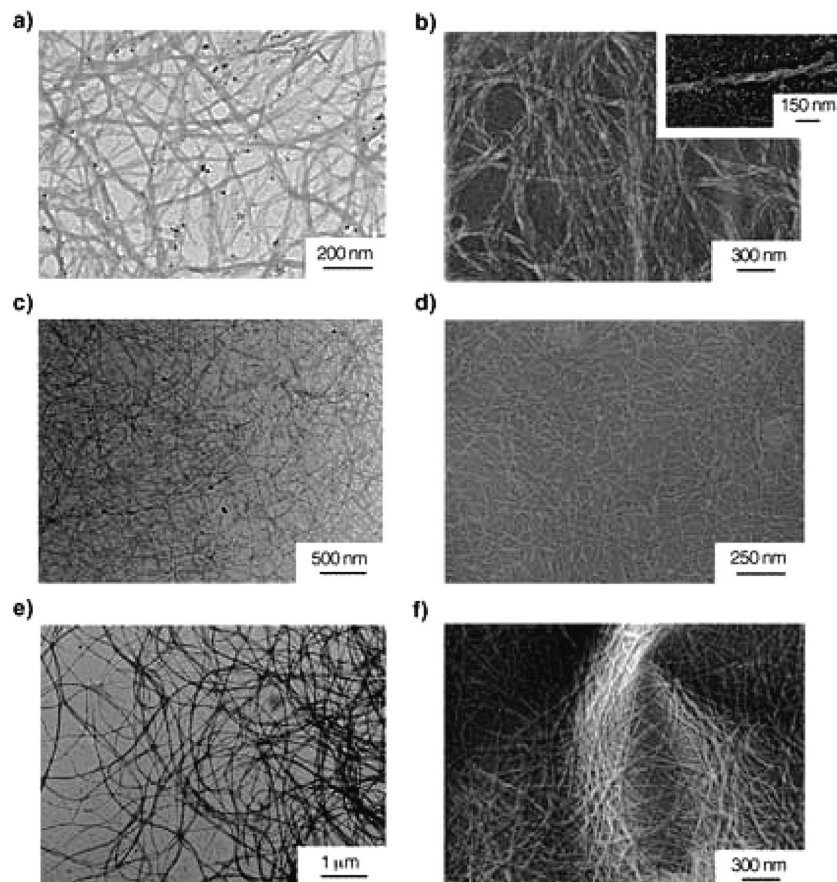 a)
b)
150 nm
200 nm
300 nm
c)
d)
500 nm
250 nm
e)
f)
1 μm
300 nm